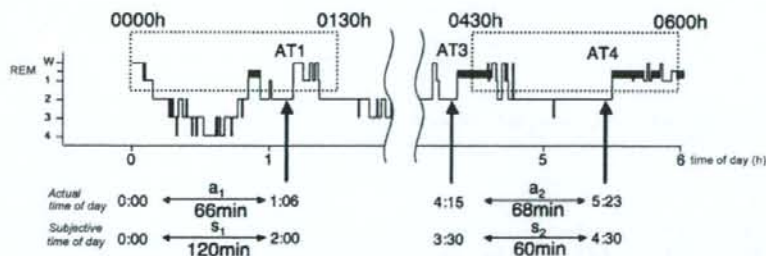 0000h 0130h 0430h 0600h
AT1 AT3 AT4
REM
W
1
2
3
4
0 1 5 6 time of day (h)
Actual time of day 0:00 a1 66min 1:06 4:15 a2 68min 5:23
Subjective time of day 0:00 s1 120min 2:00 3:30 s2 60min 4:30